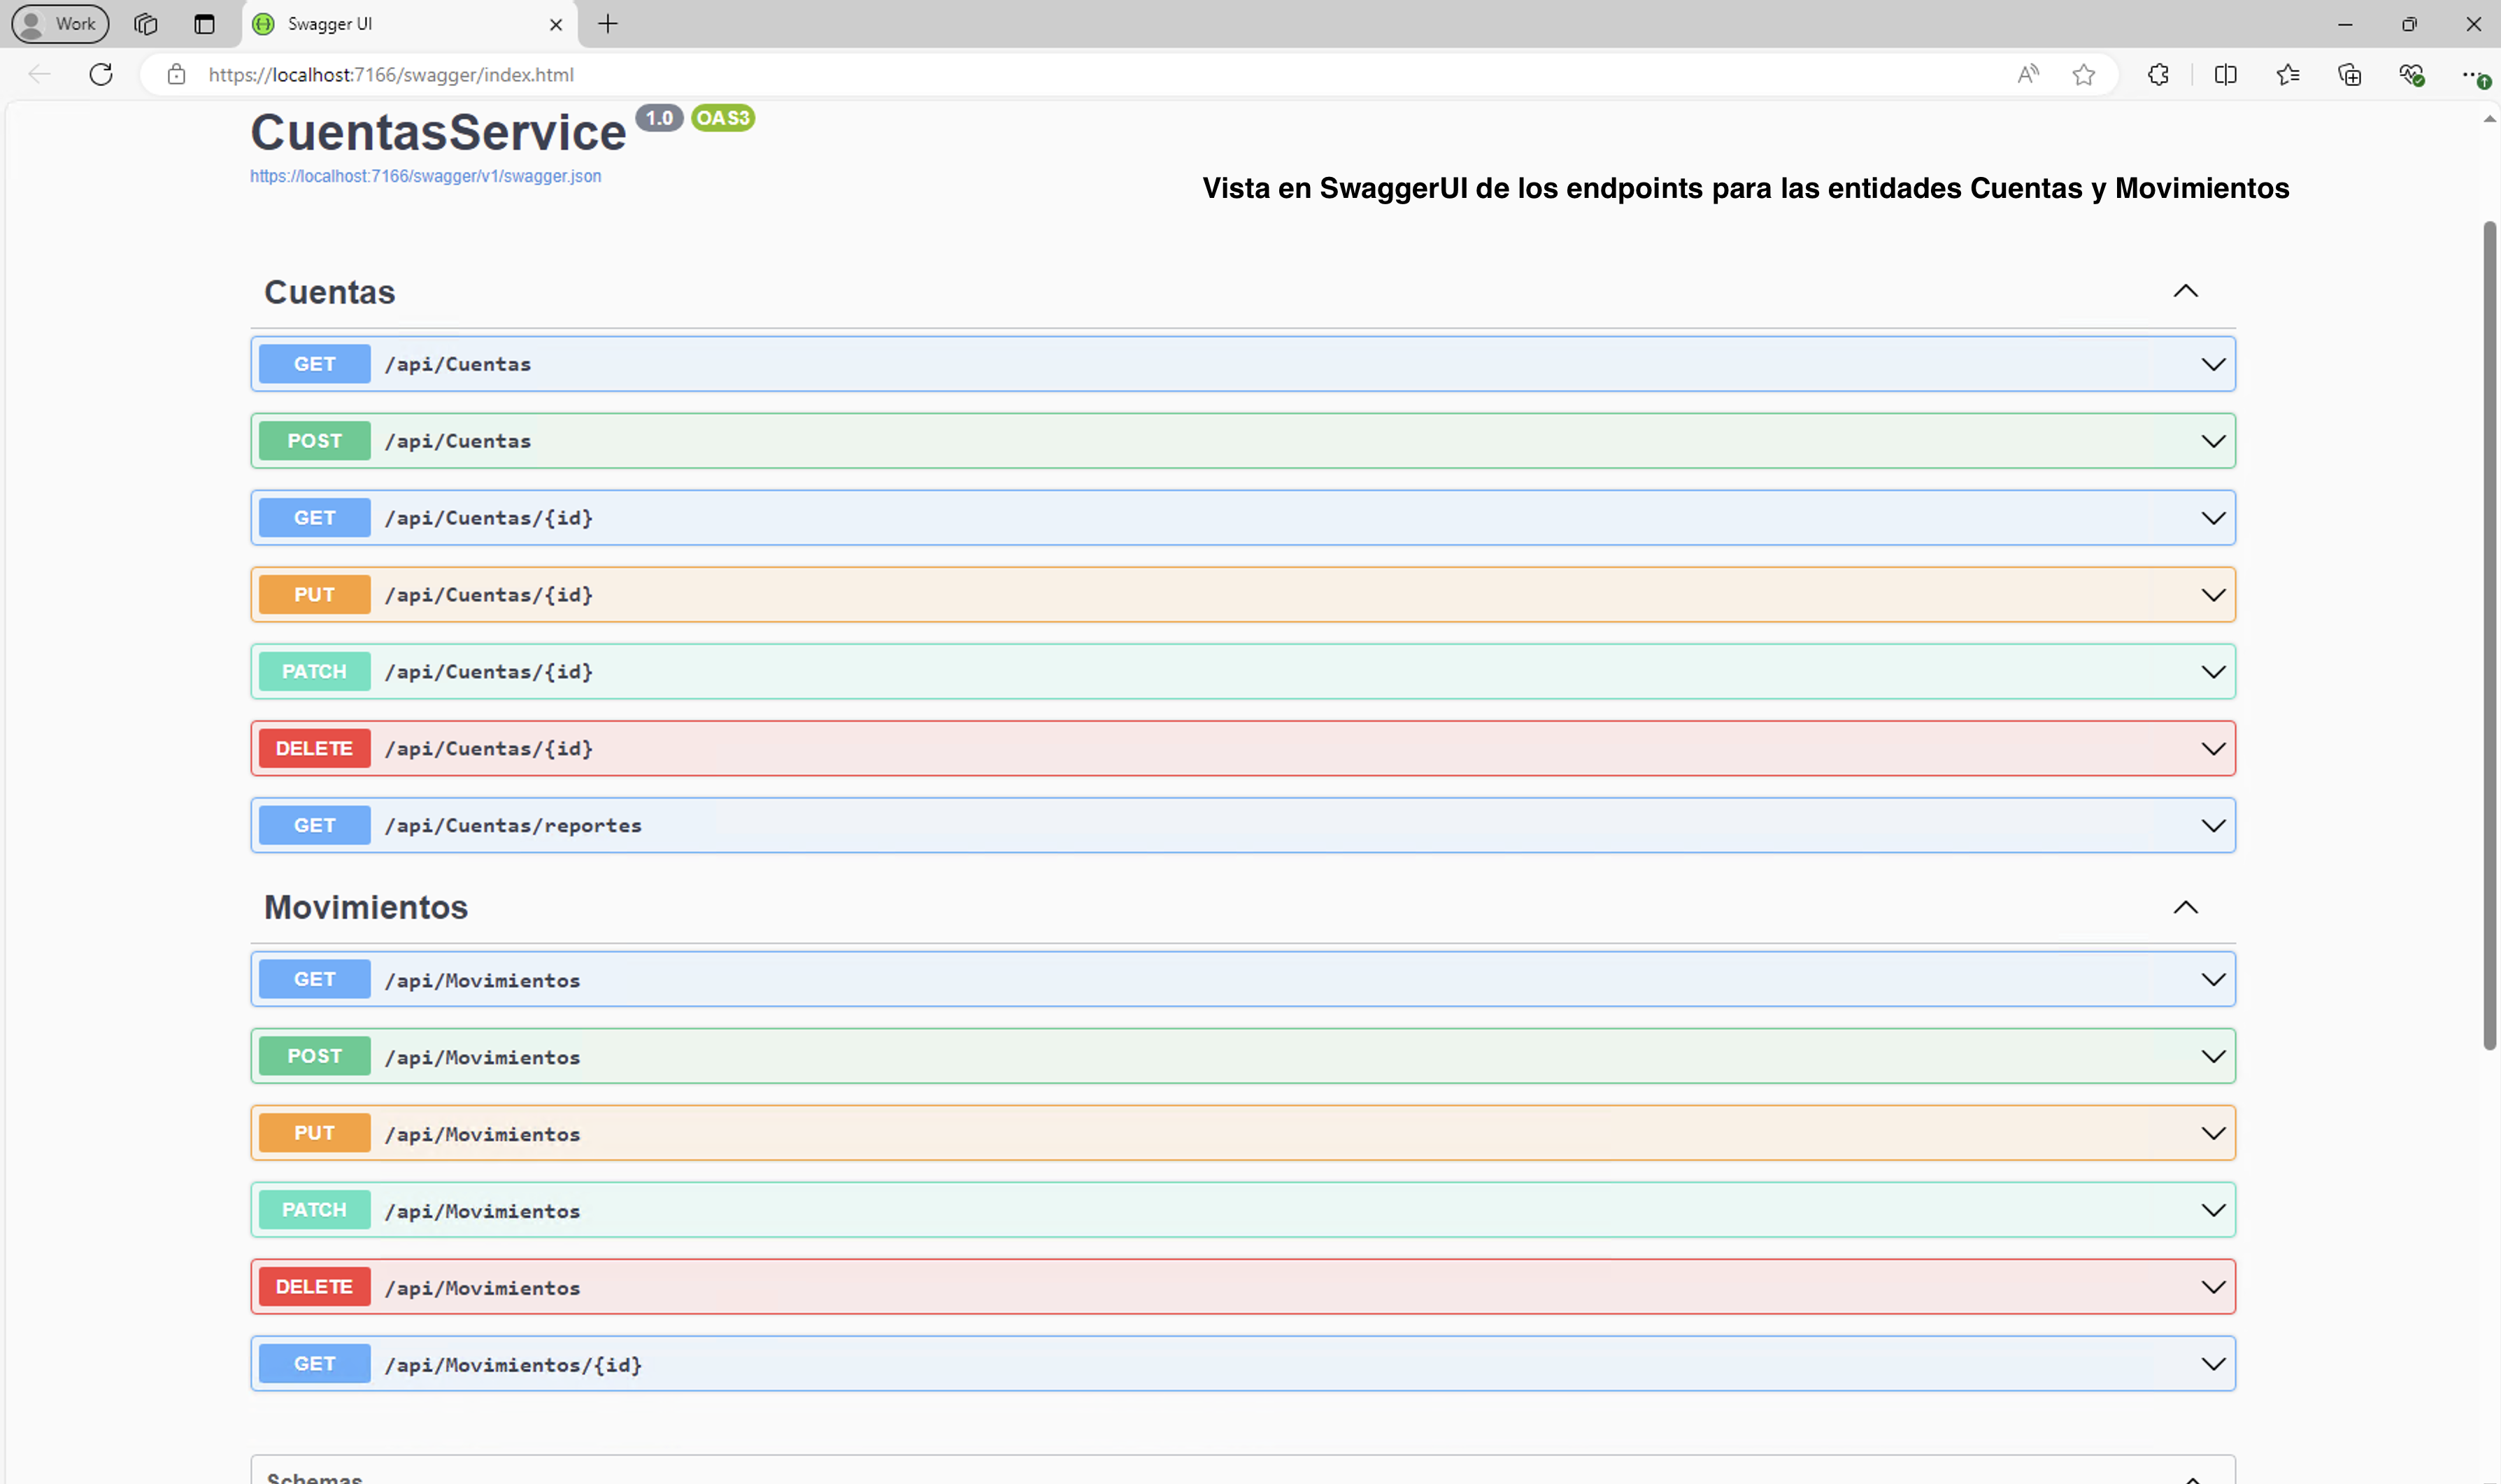 Work
Swagger UI
https://localhost:7166/swagger/index.html
CuentasService 1.0 OAS3
https://localhost:7166/swagger/v1/swagger.json
Vista en SwaggerUI de los endpoints para las entidades Cuentas y Movimientos
Cuentas
GET /api/Cuentas
POST /api/Cuentas
GET /api/Cuentas/{id}
PUT /api/Cuentas/{id}
PATCH /api/Cuentas/{id}
DELETE /api/Cuentas/{id}
GET /api/Cuentas/reportes
Movimientos
GET /api/Movimientos
POST /api/Movimientos
PUT /api/Movimientos
PATCH /api/Movimientos
DELETE /api/Movimientos
GET /api/Movimientos/{id}
Schemas